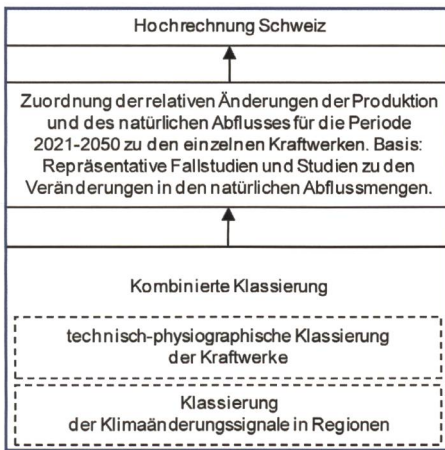 Hochrechnung Schweiz
Zuordnung der relativen Änderungen der Produktion
und des natürlichen Abflusses für die Periode
2021-2050 zu den einzelnen Kraftwerken. Basis:
Repräsentative Fallstudien und Studien zu den
Veränderungen in den natürlichen Abflussmengen.
Kombinierte Klassierung
technisch-physiographische Klassierung
der Kraftwerke
Klassierung
der Klimaänderungssignale in Regionen